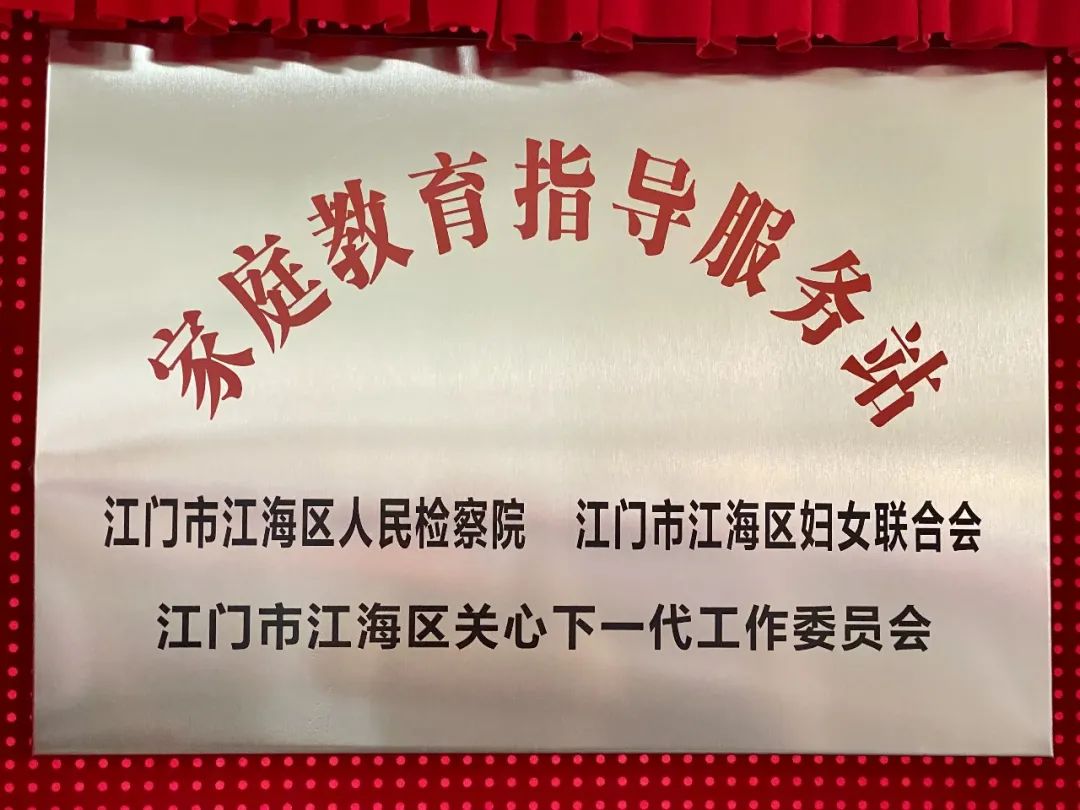 家庭教育指导服务站
江门市江海区人民检察院 江门市江海区妇女联合会
江门市江海区关心下一代工作委员会